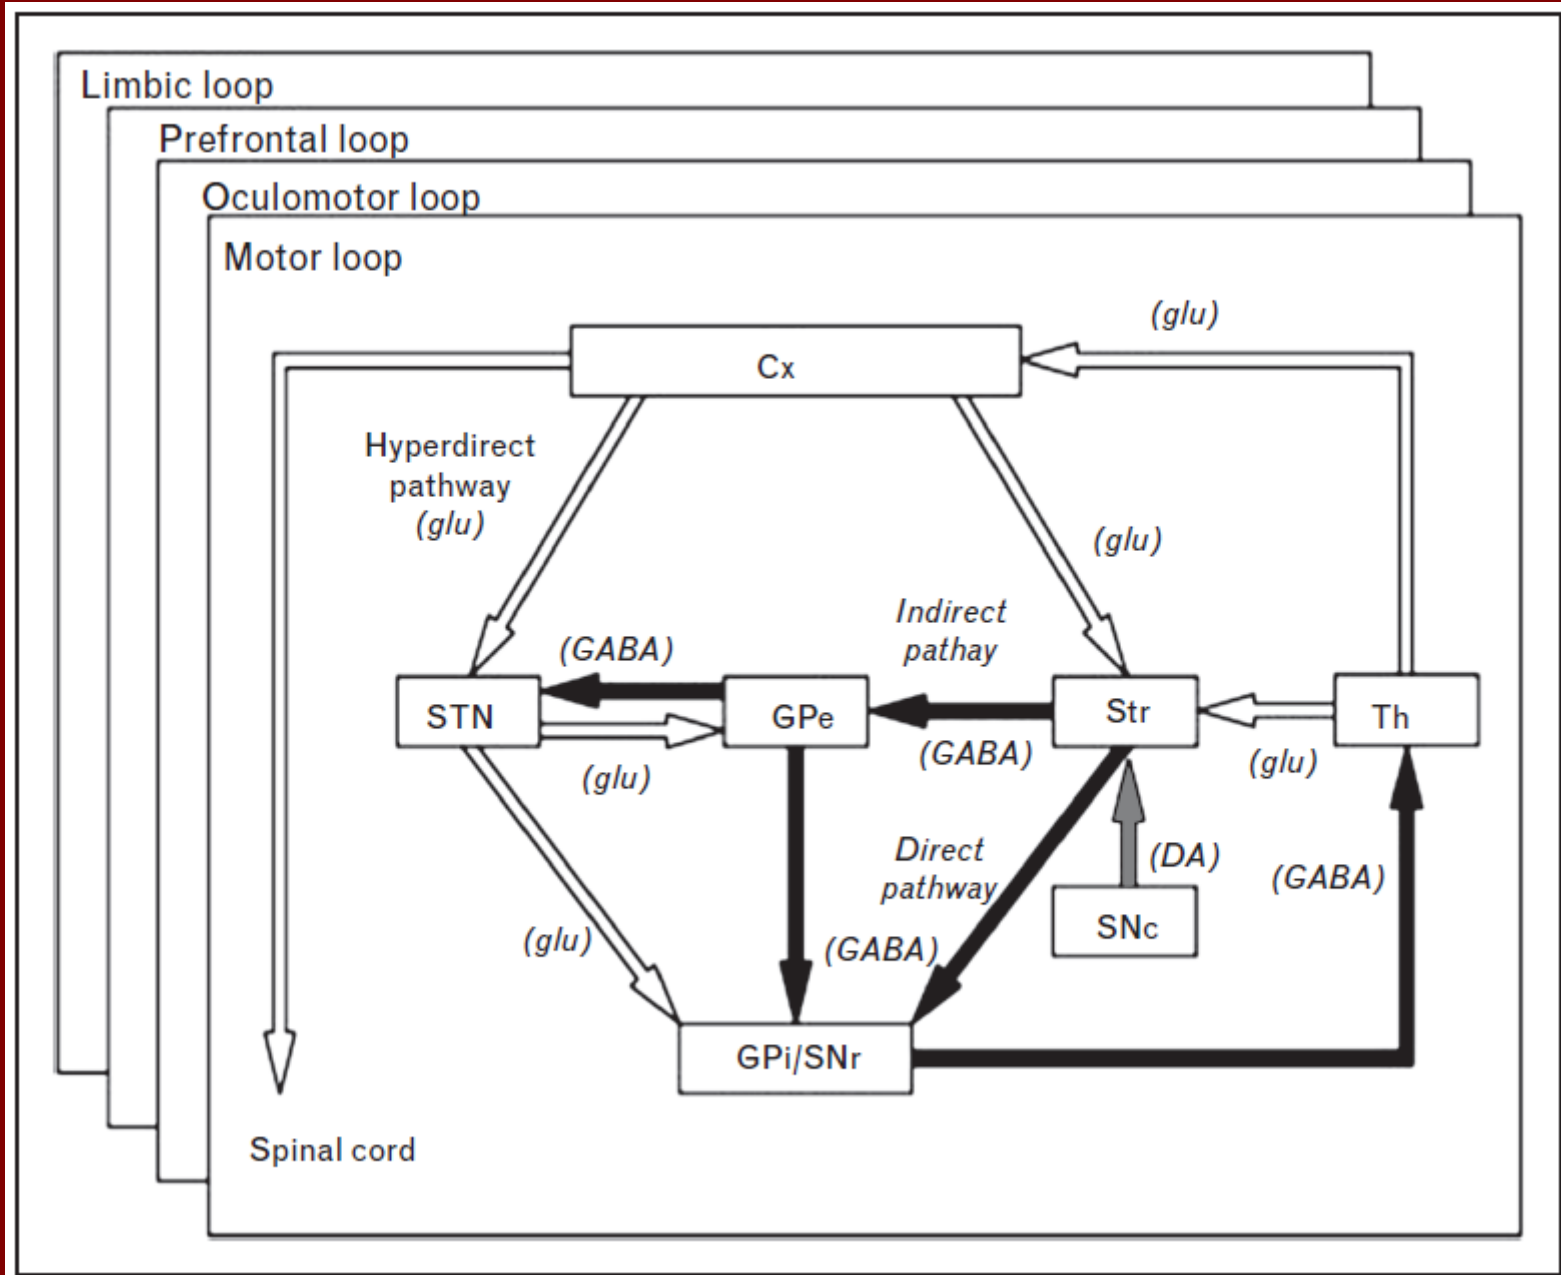 Limbic loop
Prefrontal loop
Oculomotor loop
Motor loop
(glu)
Cx
Hyperdirect
pathway
(glu)
(glu)
Indirect
pathay
(GABA)
STN
GPe
Str
Th
(glu)
(GABA)
(glu)
Direct
pathway
(DA)
(GABA)
SNc
(glu)
(GABA)
GPi/SNr
Spinal cord